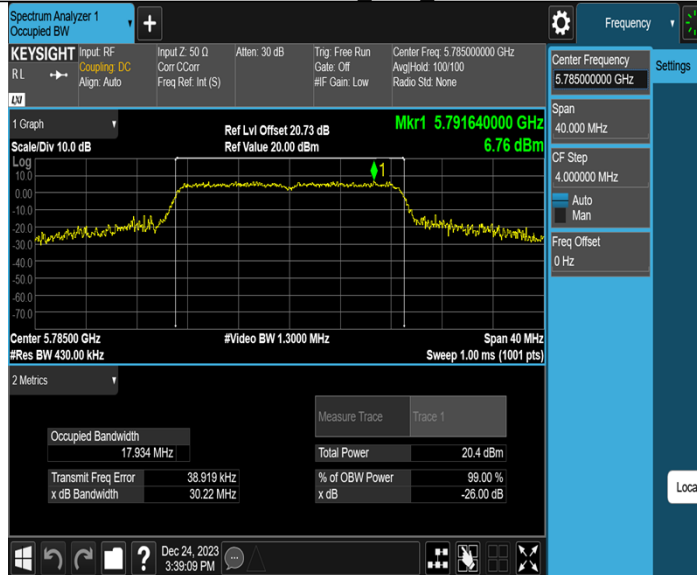 Spectrum Analyzer 1
Occupied BW
Frequency
KEYSIGHT
RL
LXI
Input: RF
Coupling: DC
Align: Auto
Input Z: 50 Ω
Corr CCorr
Freq Ref: Int (S)
Atten: 30 dB
Trig: Free Run
Gate: Off
#IF Gain: Low
Center Freq: 5.785000000 GHz
Avg|Hold: 100/100
Radio Std: None
Center Frequency
5.785000000 GHz
Settings
Span
40.000 MHz
CF Step
4.000000 MHz
Auto
Man
Freq Offset
0 Hz
Local
1 Graph
Scale/Div 10.0 dB
Ref Lvl Offset 20.73 dB
Ref Value 20.00 dBm
Mkr1 5.791640000 GHz
6.76 dBm
Log
10.0
0.00
-10.0
-20.0
-30.0
-40.0
-50.0
-60.0
-70.0
1
Center 5.78500 GHz
#Video BW 1.3000 MHz
Span 40 MHz
#Res BW 430.00 kHz
Sweep 1.00 ms (1001 pts)
2 Metrics
Measure Trace
Trace 1
Occupied Bandwidth
17.934 MHz
Total Power
20.4 dBm
Transmit Freq Error
38.919 kHz
% of OBW Power
99.00 %
x dB Bandwidth
30.22 MHz
x dB
-26.00 dB
?
Dec 24, 2023
3:39:09 PM